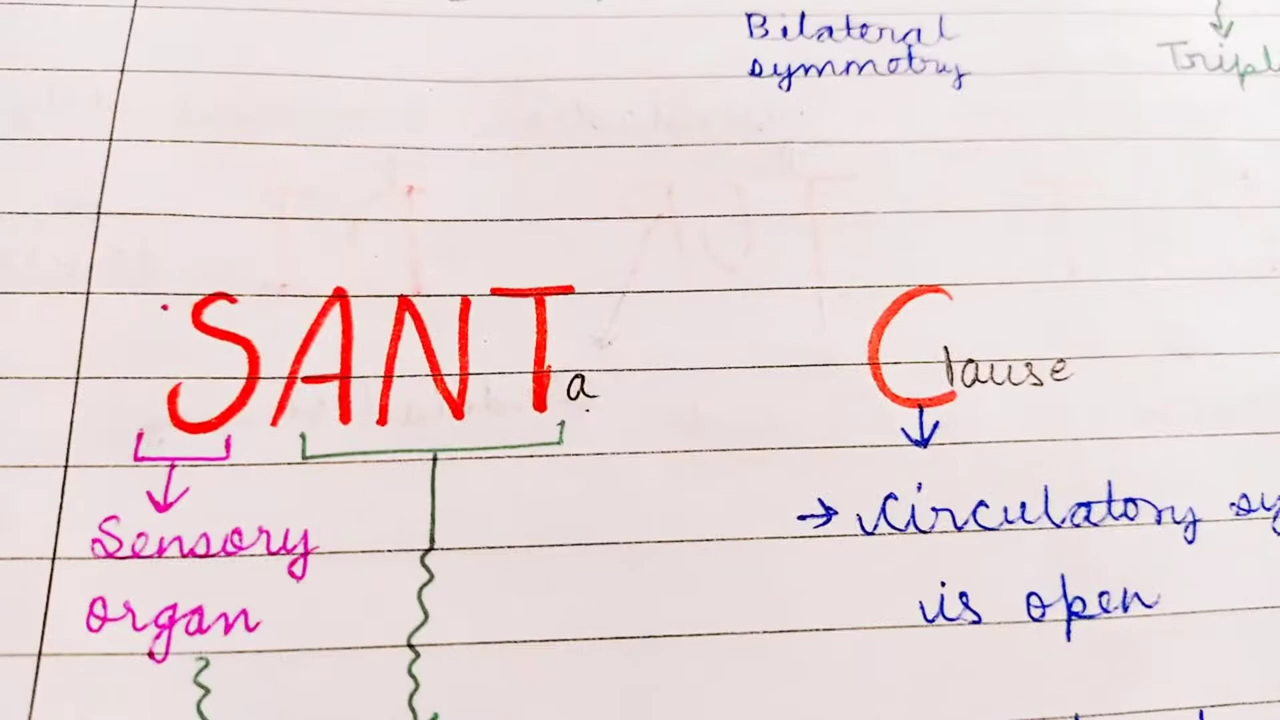 Bilateral
symmetry
Tripl
SANTa Clause
Sensory
organ
→ Circulatory sy
is open